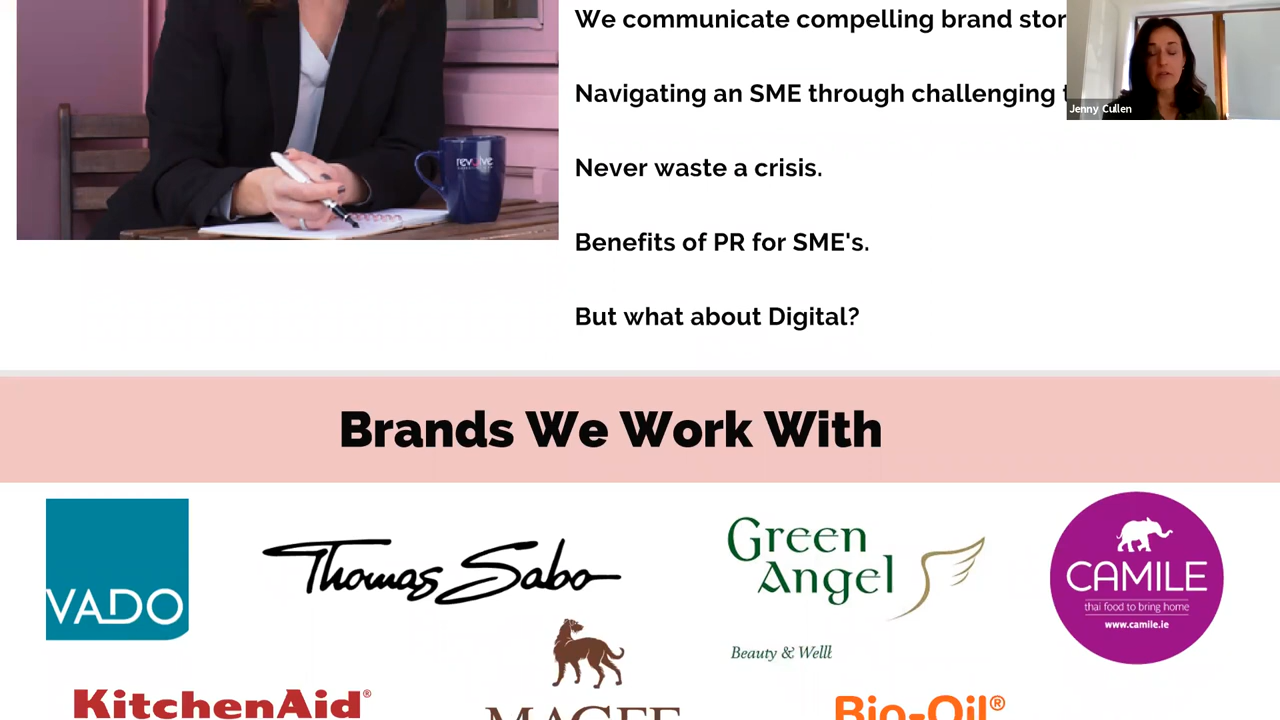 We communicate compelling brand stor
Jenny Cullen
Navigating an SME through challenging
revolve
Never waste a crisis.
Benefits of PR for SME's.
But what about Digital?
Brands We Work With
VADO
Thomas Sabo
Green
Angel
Beauty & Well
CAMILE
thai food to bring home
www.camile.ie
KitchenAid®
MAGEE
Bio-Oil®